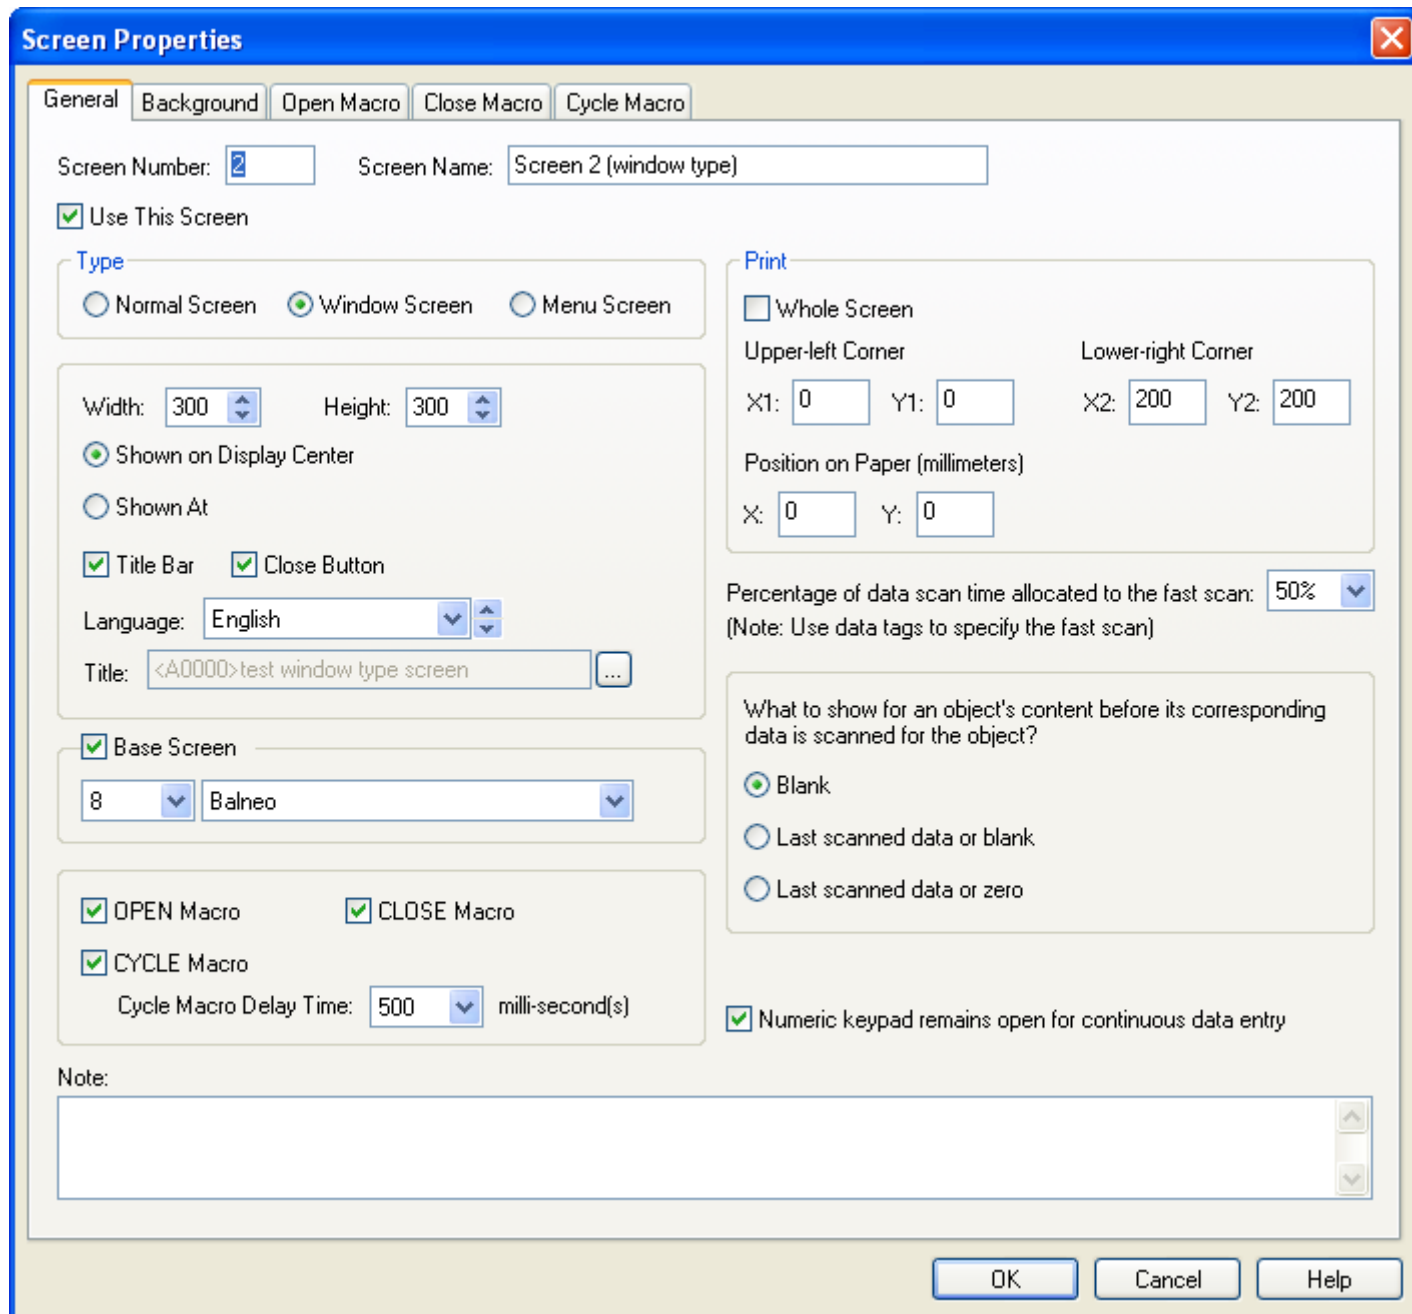 Screen Properties
General Background Open Macro Close Macro Cycle Macro
Screen Number: 2 Screen Name: Screen 2 (window type)
Use This Screen
Type
Normal Screen Window Screen Menu Screen
Width: 300 Height: 300
Shown on Display Center
Shown At
Title Bar Close Button
Language: English
Title: <A0000>test window type screen ...
Base Screen
8 Balneo
OPEN Macro CLOSE Macro
CYCLE Macro
Cycle Macro Delay Time: 500 milli-second(s)
Print
Whole Screen
Upper-left Corner Lower-right Corner
X1: 0 Y1: 0 X2: 200 Y2: 200
Position on Paper (millimeters)
X: 0 Y: 0
Percentage of data scan time allocated to the fast scan: 50%
(Note: Use data tags to specify the fast scan)
What to show for an object's content before its corresponding
data is scanned for the object?
Blank
Last scanned data or blank
Last scanned data or zero
Numeric keypad remains open for continuous data entry
Note:
OK Cancel Help